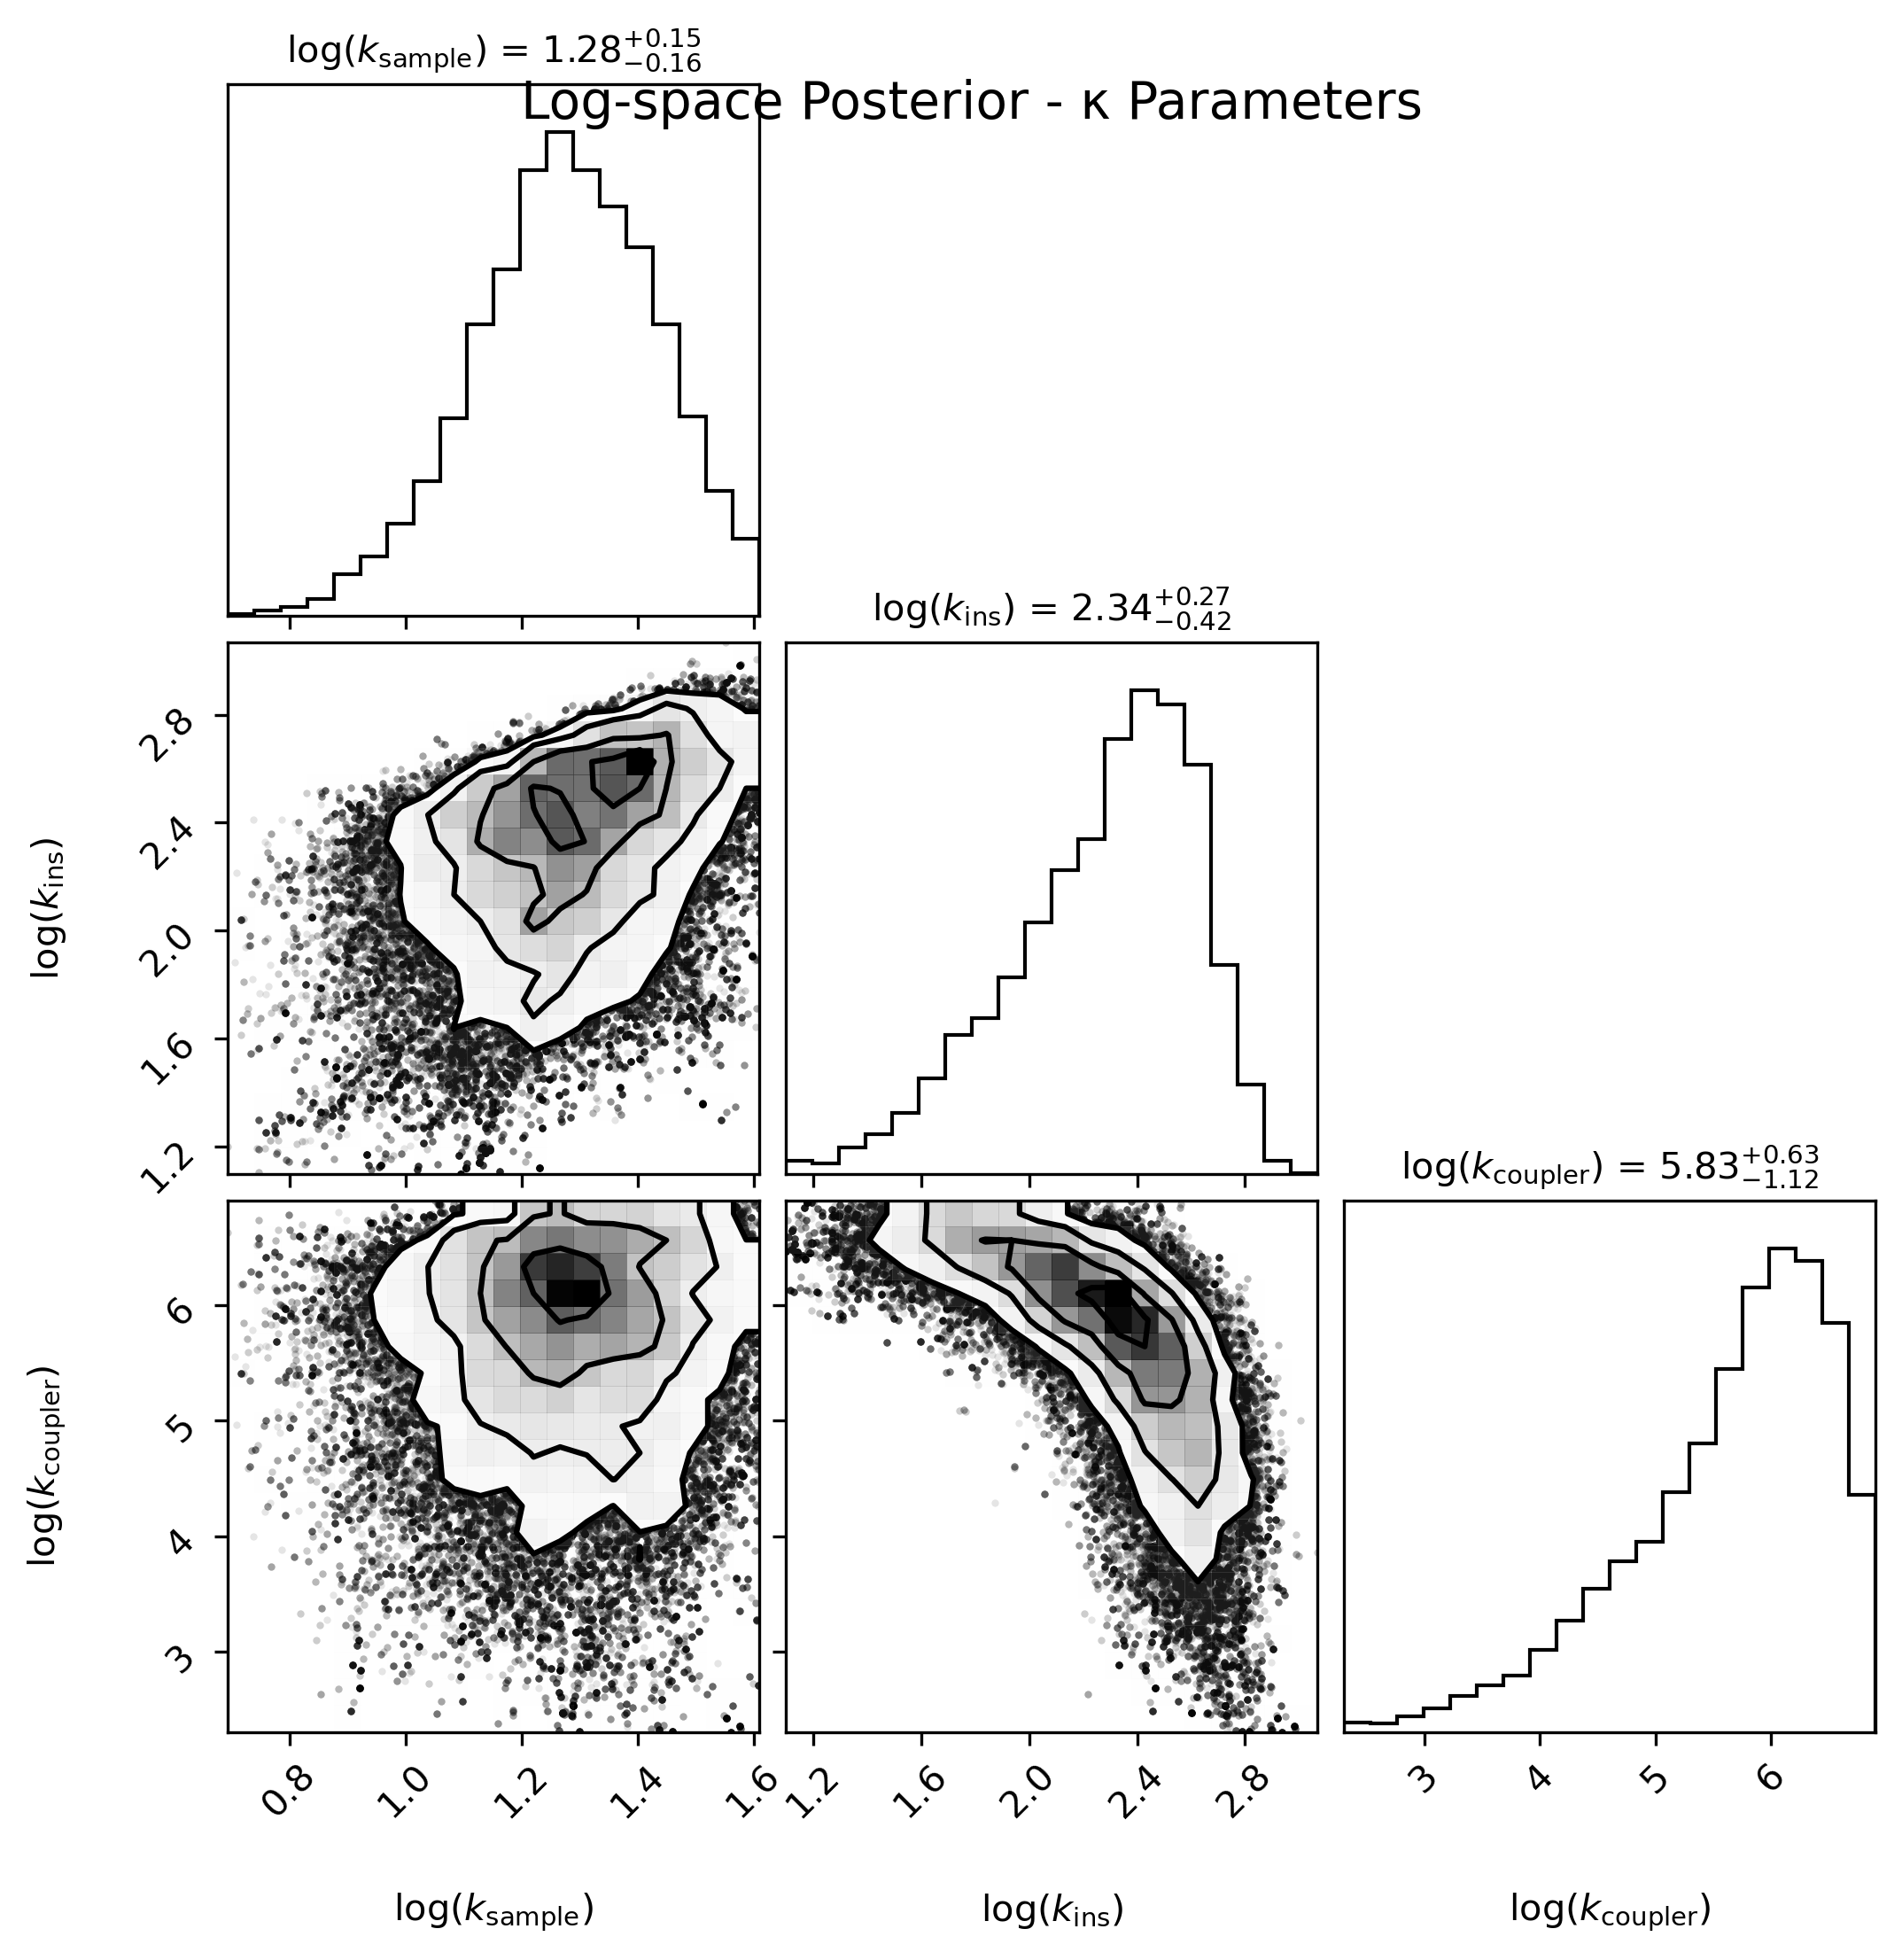 log(k_sample) = 1.28 +0.15 −0.16
Log-space Posterior - κ Parameters
log(k_ins) = 2.34 +0.27 −0.42
2.8
2.4
log(k_ins)
2.0
1.6
1.2
log(k_coupler) = 5.83 +0.63 −1.12
6
5
log(k_coupler)
4
3
0.8 1.0 1.2 1.4 1.6 1.2 1.6 2.0 2.4 2.8 3 4 5 6
log(k_sample) log(k_ins) log(k_coupler)